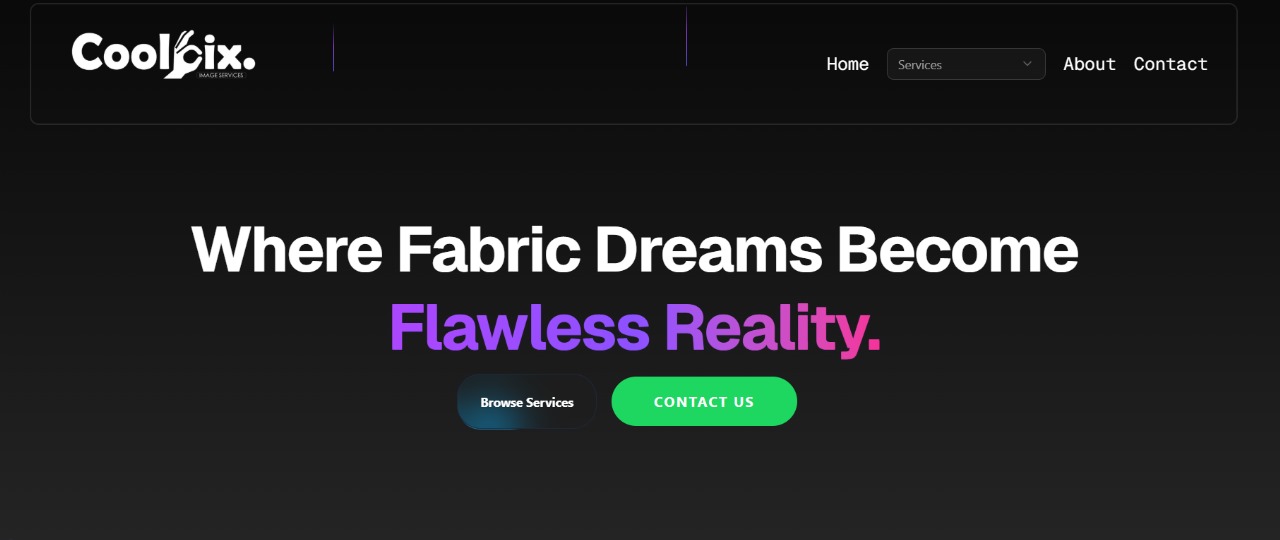 Coolpix.
IMAGE SERVICES
Home Services About Contact
Where Fabric Dreams Become
Flawless Reality.
Browse Services CONTACT US